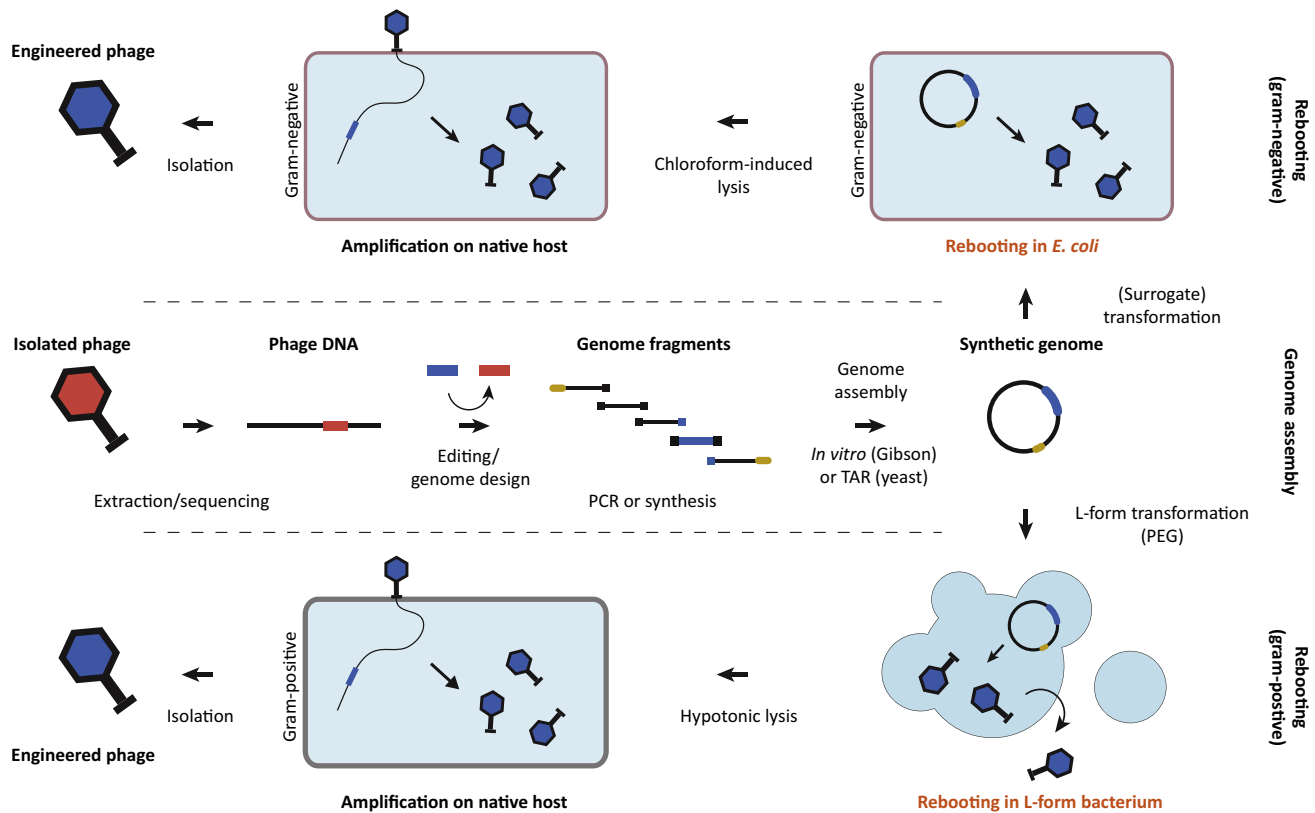 Engineered phage
Isolation
Gram-negative
Amplification on native host
Chloroform-induced
lysis
Gram-negative
Rebooting in E. coli
Rebooting
(gram-negative)
(Surrogate)
transformation
Isolated phage
Extraction/sequencing
Phage DNA
Editing/
genome design
Genome fragments
PCR or synthesis
Genome
assembly
In vitro (Gibson)
or TAR (yeast)
Synthetic genome
Genome assembly
L-form transformation
(PEG)
Isolation
Engineered phage
Gram-positive
Amplification on native host
Hypotonic lysis
Rebooting in L-form bacterium
Rebooting
(gram-postive)